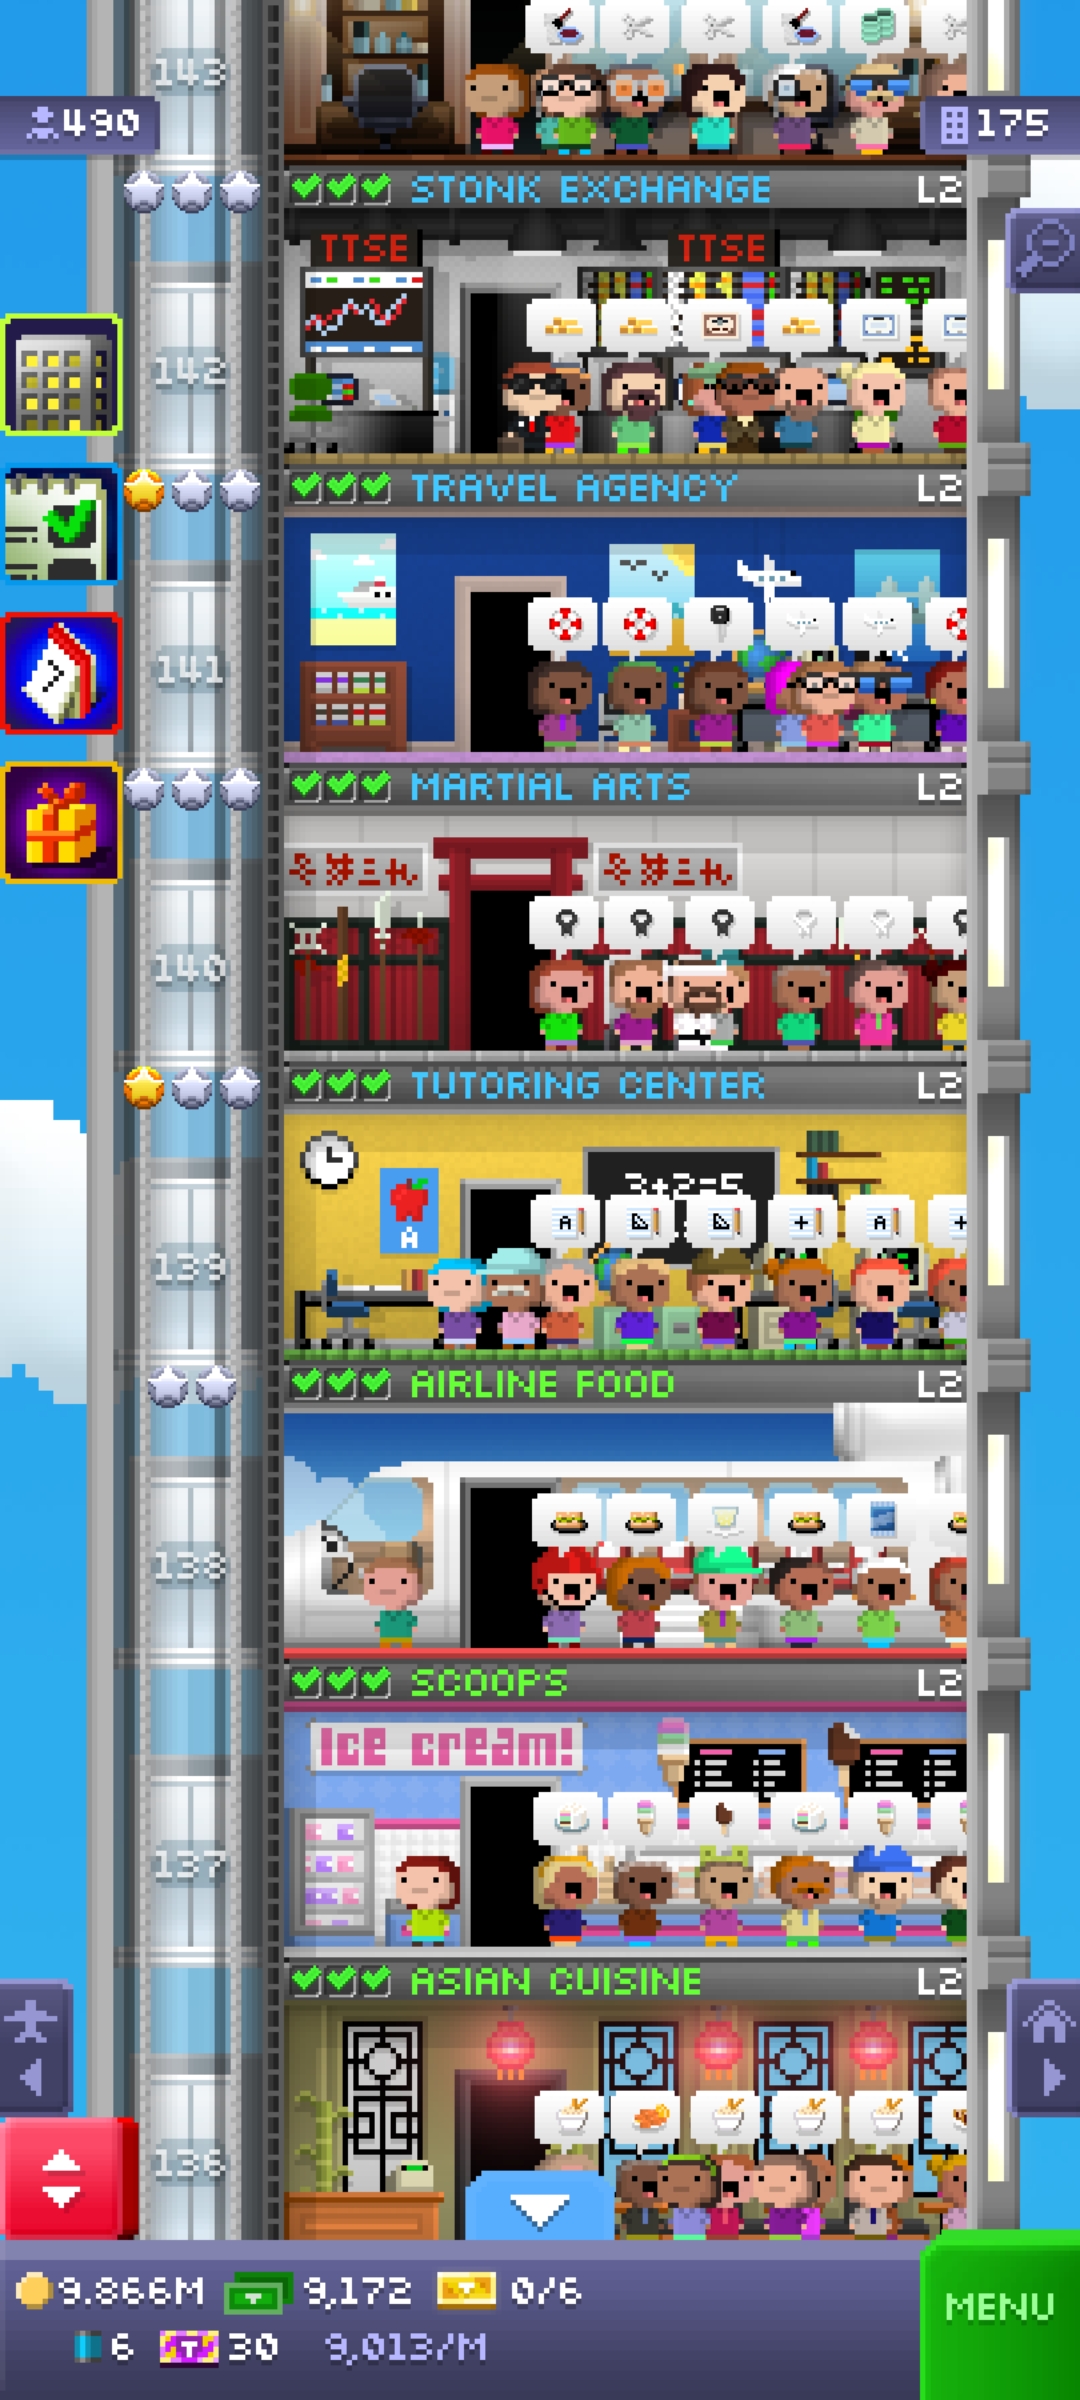 143
490
175
STONK EXCHANGE L2
TTSE TTSE
142
TRAVEL AGENCY L2
7
141
MARTIAL ARTS L2
140
TUTORING CENTER L2
3+2=5
A
A
+
A
+
139
AIRLINE FOOD L2
138
SCOOPS L2
Ice cream!
137
ASIAN CUISINE L2
136
9.866M 9,172 0/6
MENU
6 T 30 9,013/M